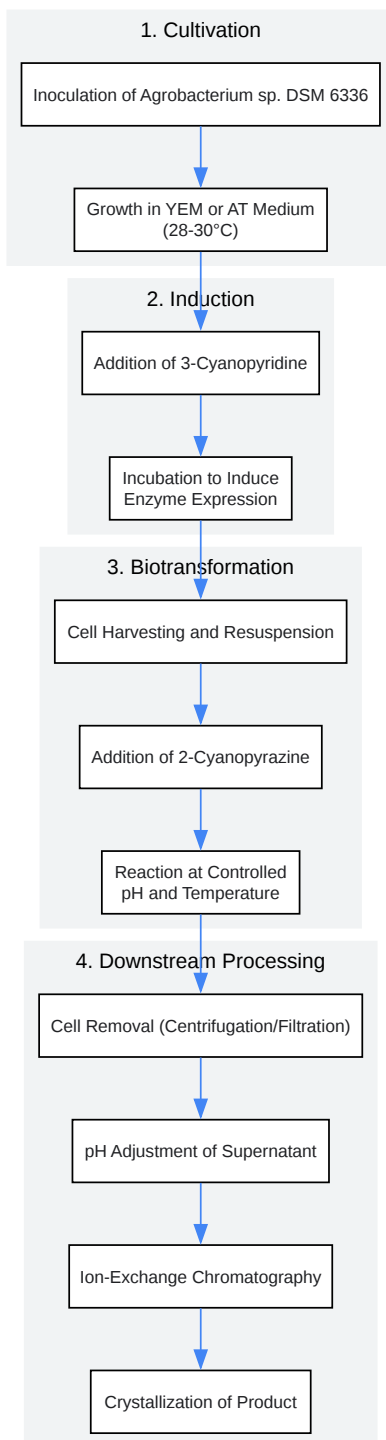 1. Cultivation
Inoculation of Agrobacterium sp. DSM 6336
Growth in YEM or AT Medium
(28-30°C)
2. Induction
Addition of 3-Cyanopyridine
Incubation to Induce
Enzyme Expression
3. Biotransformation
Cell Harvesting and Resuspension
Addition of 2-Cyanopyrazine
Reaction at Controlled
pH and Temperature
4. Downstream Processing
Cell Removal (Centrifugation/Filtration)
pH Adjustment of Supernatant
Ion-Exchange Chromatography
Crystallization of Product